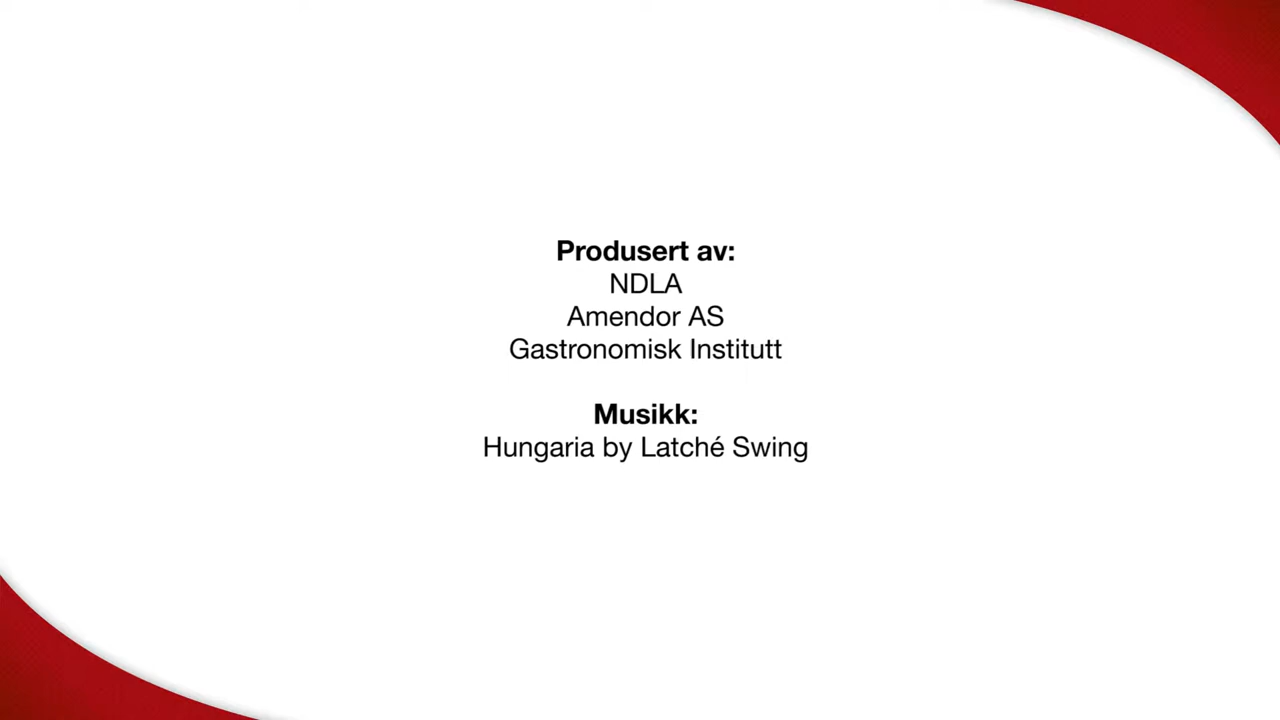 Produsert av:
NDLA
Amendor AS
Gastronomisk Institutt
Musikk:
Hungaria by Latché Swing